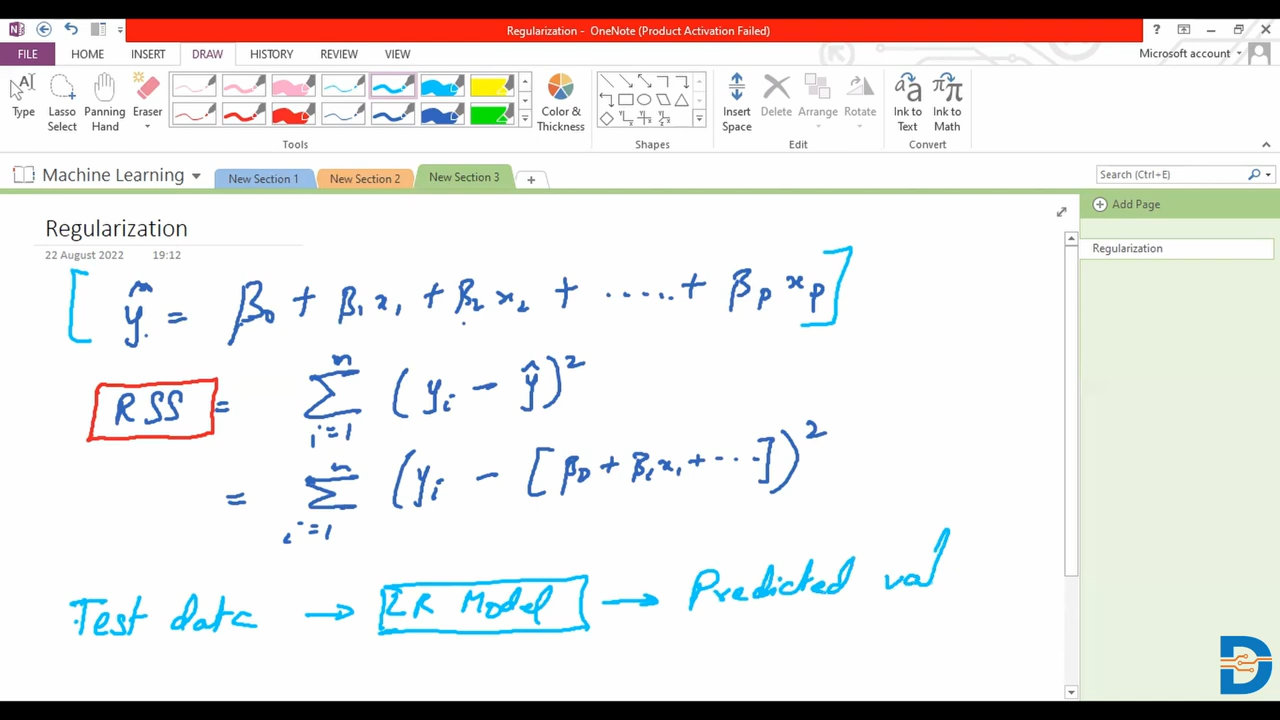 Regularization - OneNote (Product Activation Failed)
FILE HOME INSERT DRAW HISTORY REVIEW VIEW
Microsoft account
Type
Lasso Select
Panning Hand
Eraser
Color & Thickness
Insert Space
Delete
Arrange
Rotate
Ink to Text
Ink to Math
Tools
Shapes
Edit
Convert
Machine Learning
New Section 1
New Section 2
New Section 3
Search (Ctrl+E)
Add Page
Regularization
Regularization
22 August 2022 19:12
[ ŷ = β₀ + β₁x₁ + β₂x₂ + ..... + βₚxₚ ]
RSS = Σⁿᵢ₌₁ (yᵢ - ŷ)²
= Σⁿᵢ₌₁ (yᵢ - [β₀ + β₁x₁ + ...])²
Test data → LR Model → Predicted val